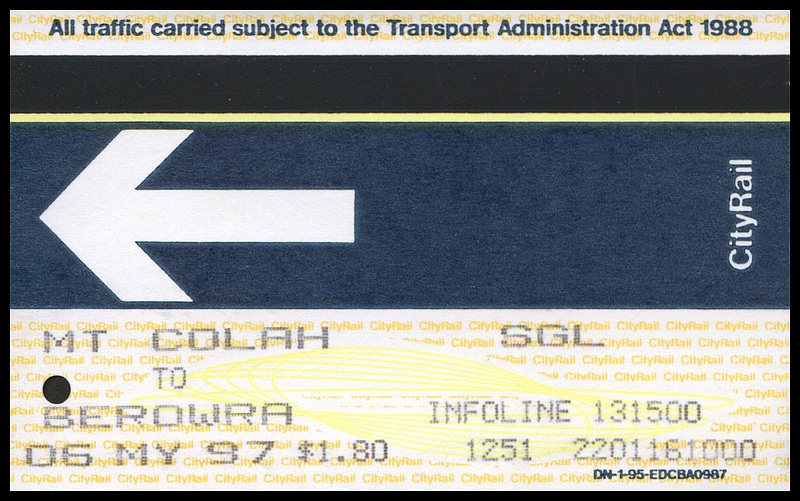 All traffic carried subject to the Transport Administration Act 1988
CityRail
MT COLAH SGL
TO
BEROWRA INFOLINE 131500
06 MY 97 $1.80 1251 2201161000
DN-1-95-EDCBA0987